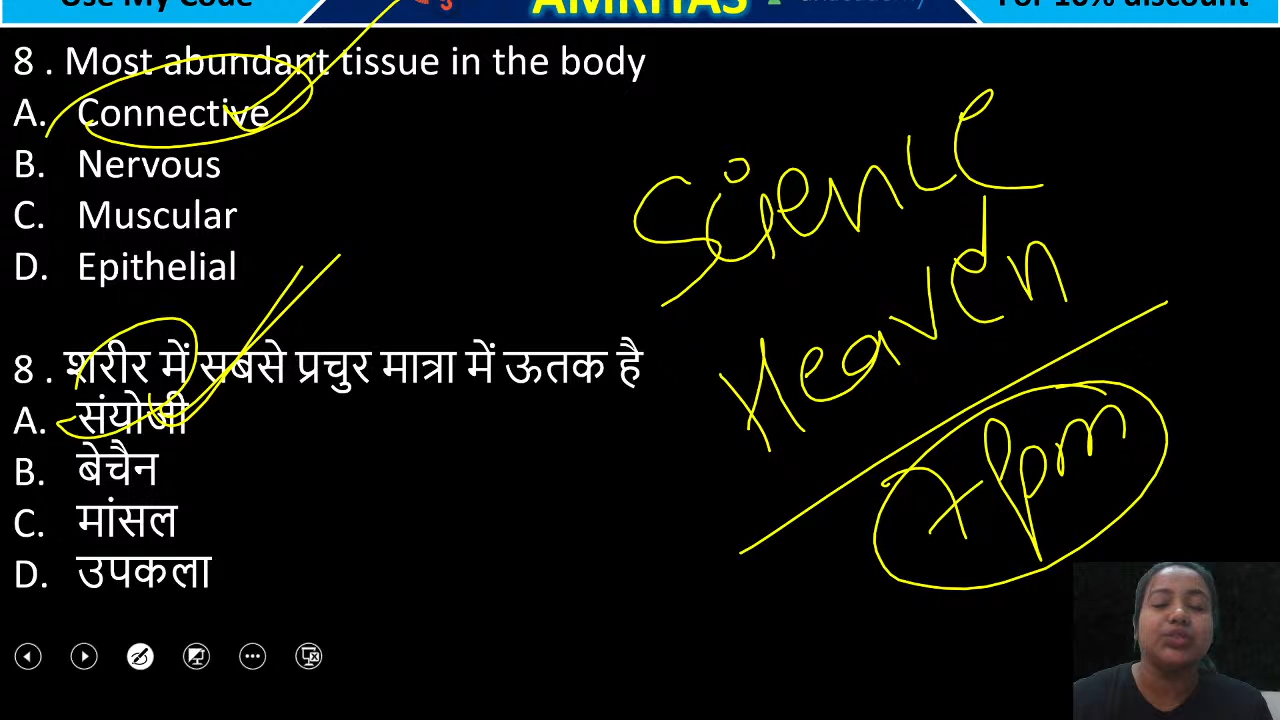 Use My Code
AMRITAS
unacademy
For 10% discount
8 . Most abundant tissue in the body
A. Connective
B. Nervous
C. Muscular
D. Epithelial
8 . शरीर में सबसे प्रचुर मात्रा में ऊतक है
A. संयोजी
B. बेचैन
C. मांसल
D. उपकला
Science
Heaven
7pm